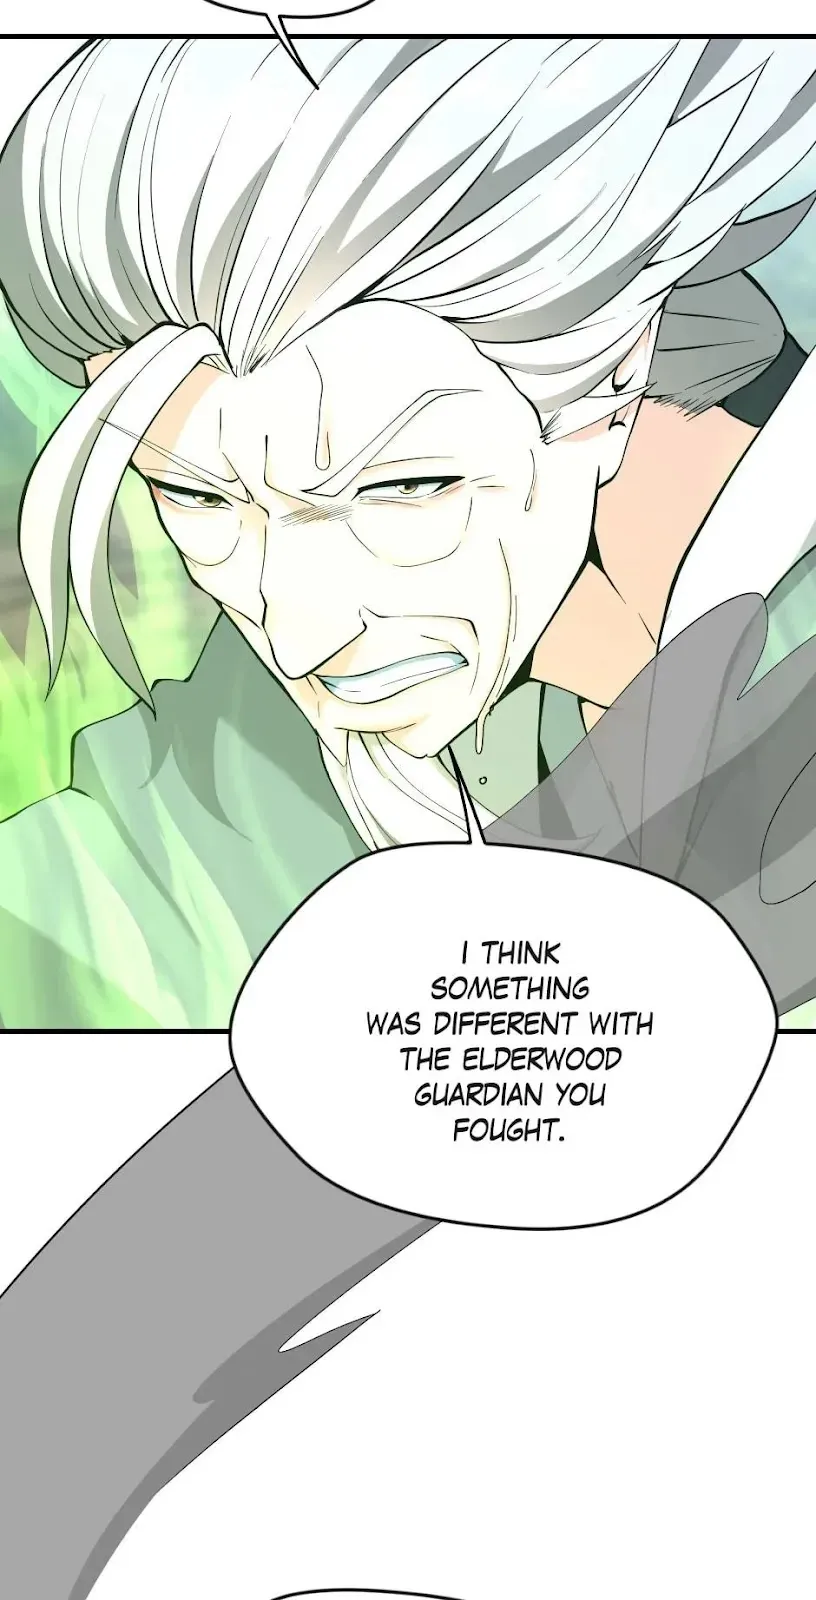 I THINK
SOMETHING
WAS DIFFERENT WITH
THE ELDERWOOD
GUARDIAN YOU
FOUGHT.